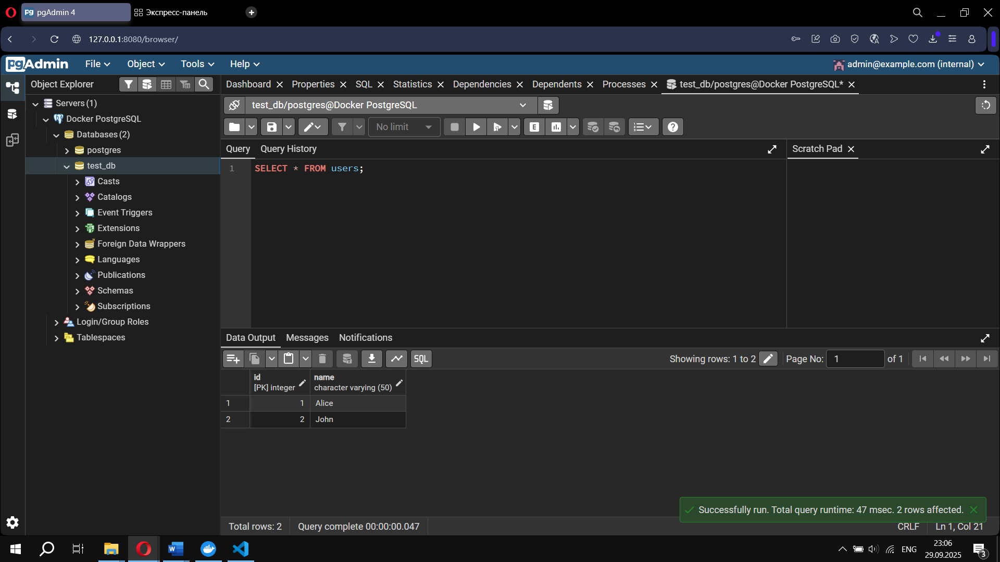 pgAdmin 4
Экспресс-панель
127.0.0.1:8080/browser/
pgAdmin File Object Tools Help admin@example.com (internal)
Object Explorer
Dashboard Properties SQL Statistics Dependencies Dependents Processes test_db/postgres@Docker PostgreSQL*
Servers (1)
Docker PostgreSQL
Databases (2)
postgres
test_db
Casts
Catalogs
Event Triggers
Extensions
Foreign Data Wrappers
Languages
Publications
Schemas
Subscriptions
Login/Group Roles
Tablespaces
test_db/postgres@Docker PostgreSQL
No limit
E
Query Query History
Scratch Pad
1 SELECT * FROM users;
Data Output Messages Notifications
SQL
Showing rows: 1 to 2
Page No: 1 of 1
id name
[PK] integer character varying (50)
1 1 Alice
2 2 John
Successfully run. Total query runtime: 47 msec. 2 rows affected.
Total rows: 2 Query complete 00:00:00.047 CRLF Ln 1, Col 21
ENG
23:06
29.09.2025
3